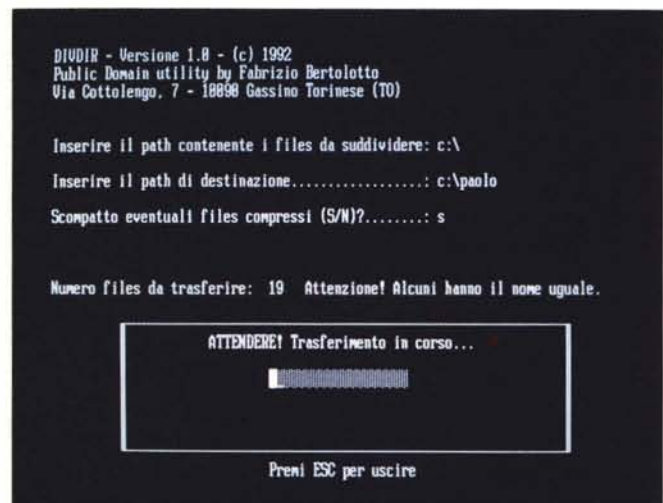 DIVDIR - Versione 1.0 - (c) 1992
Public Domain utility by Fabrizio Bertolotto
Via Cottolengo, 7 - 10090 Gassino Torinese (TO)
Inserire il path contenente i files da suddividere: c:\
Inserire il path di destinazione..................: c:\paolo
Scompatto eventuali files compressi (S/N)?........: s
Numero files da trasferire: 19 Attenzione! Alcuni hanno il nome uguale.
ATTENDERE! Trasferimento in corso...
Premi ESC per uscire